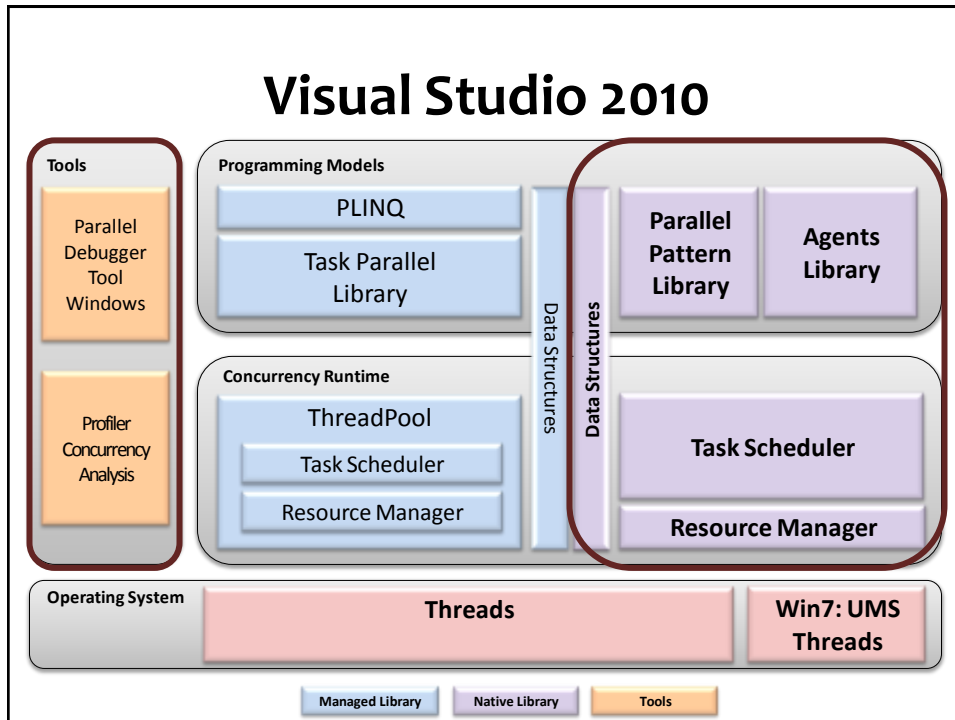 Visual Studio 2010
Tools
Parallel
Debugger
Tool
Windows
Profiler
Concurrency
Analysis
Programming Models
PLINQ
Task Parallel
Library
Data Structures
Data Structures
Parallel
Pattern
Library
Agents
Library
Concurrency Runtime
ThreadPool
Task Scheduler
Resource Manager
Task Scheduler
Resource Manager
Operating System
Threads
Win7: UMS
Threads
Managed Library
Native Library
Tools